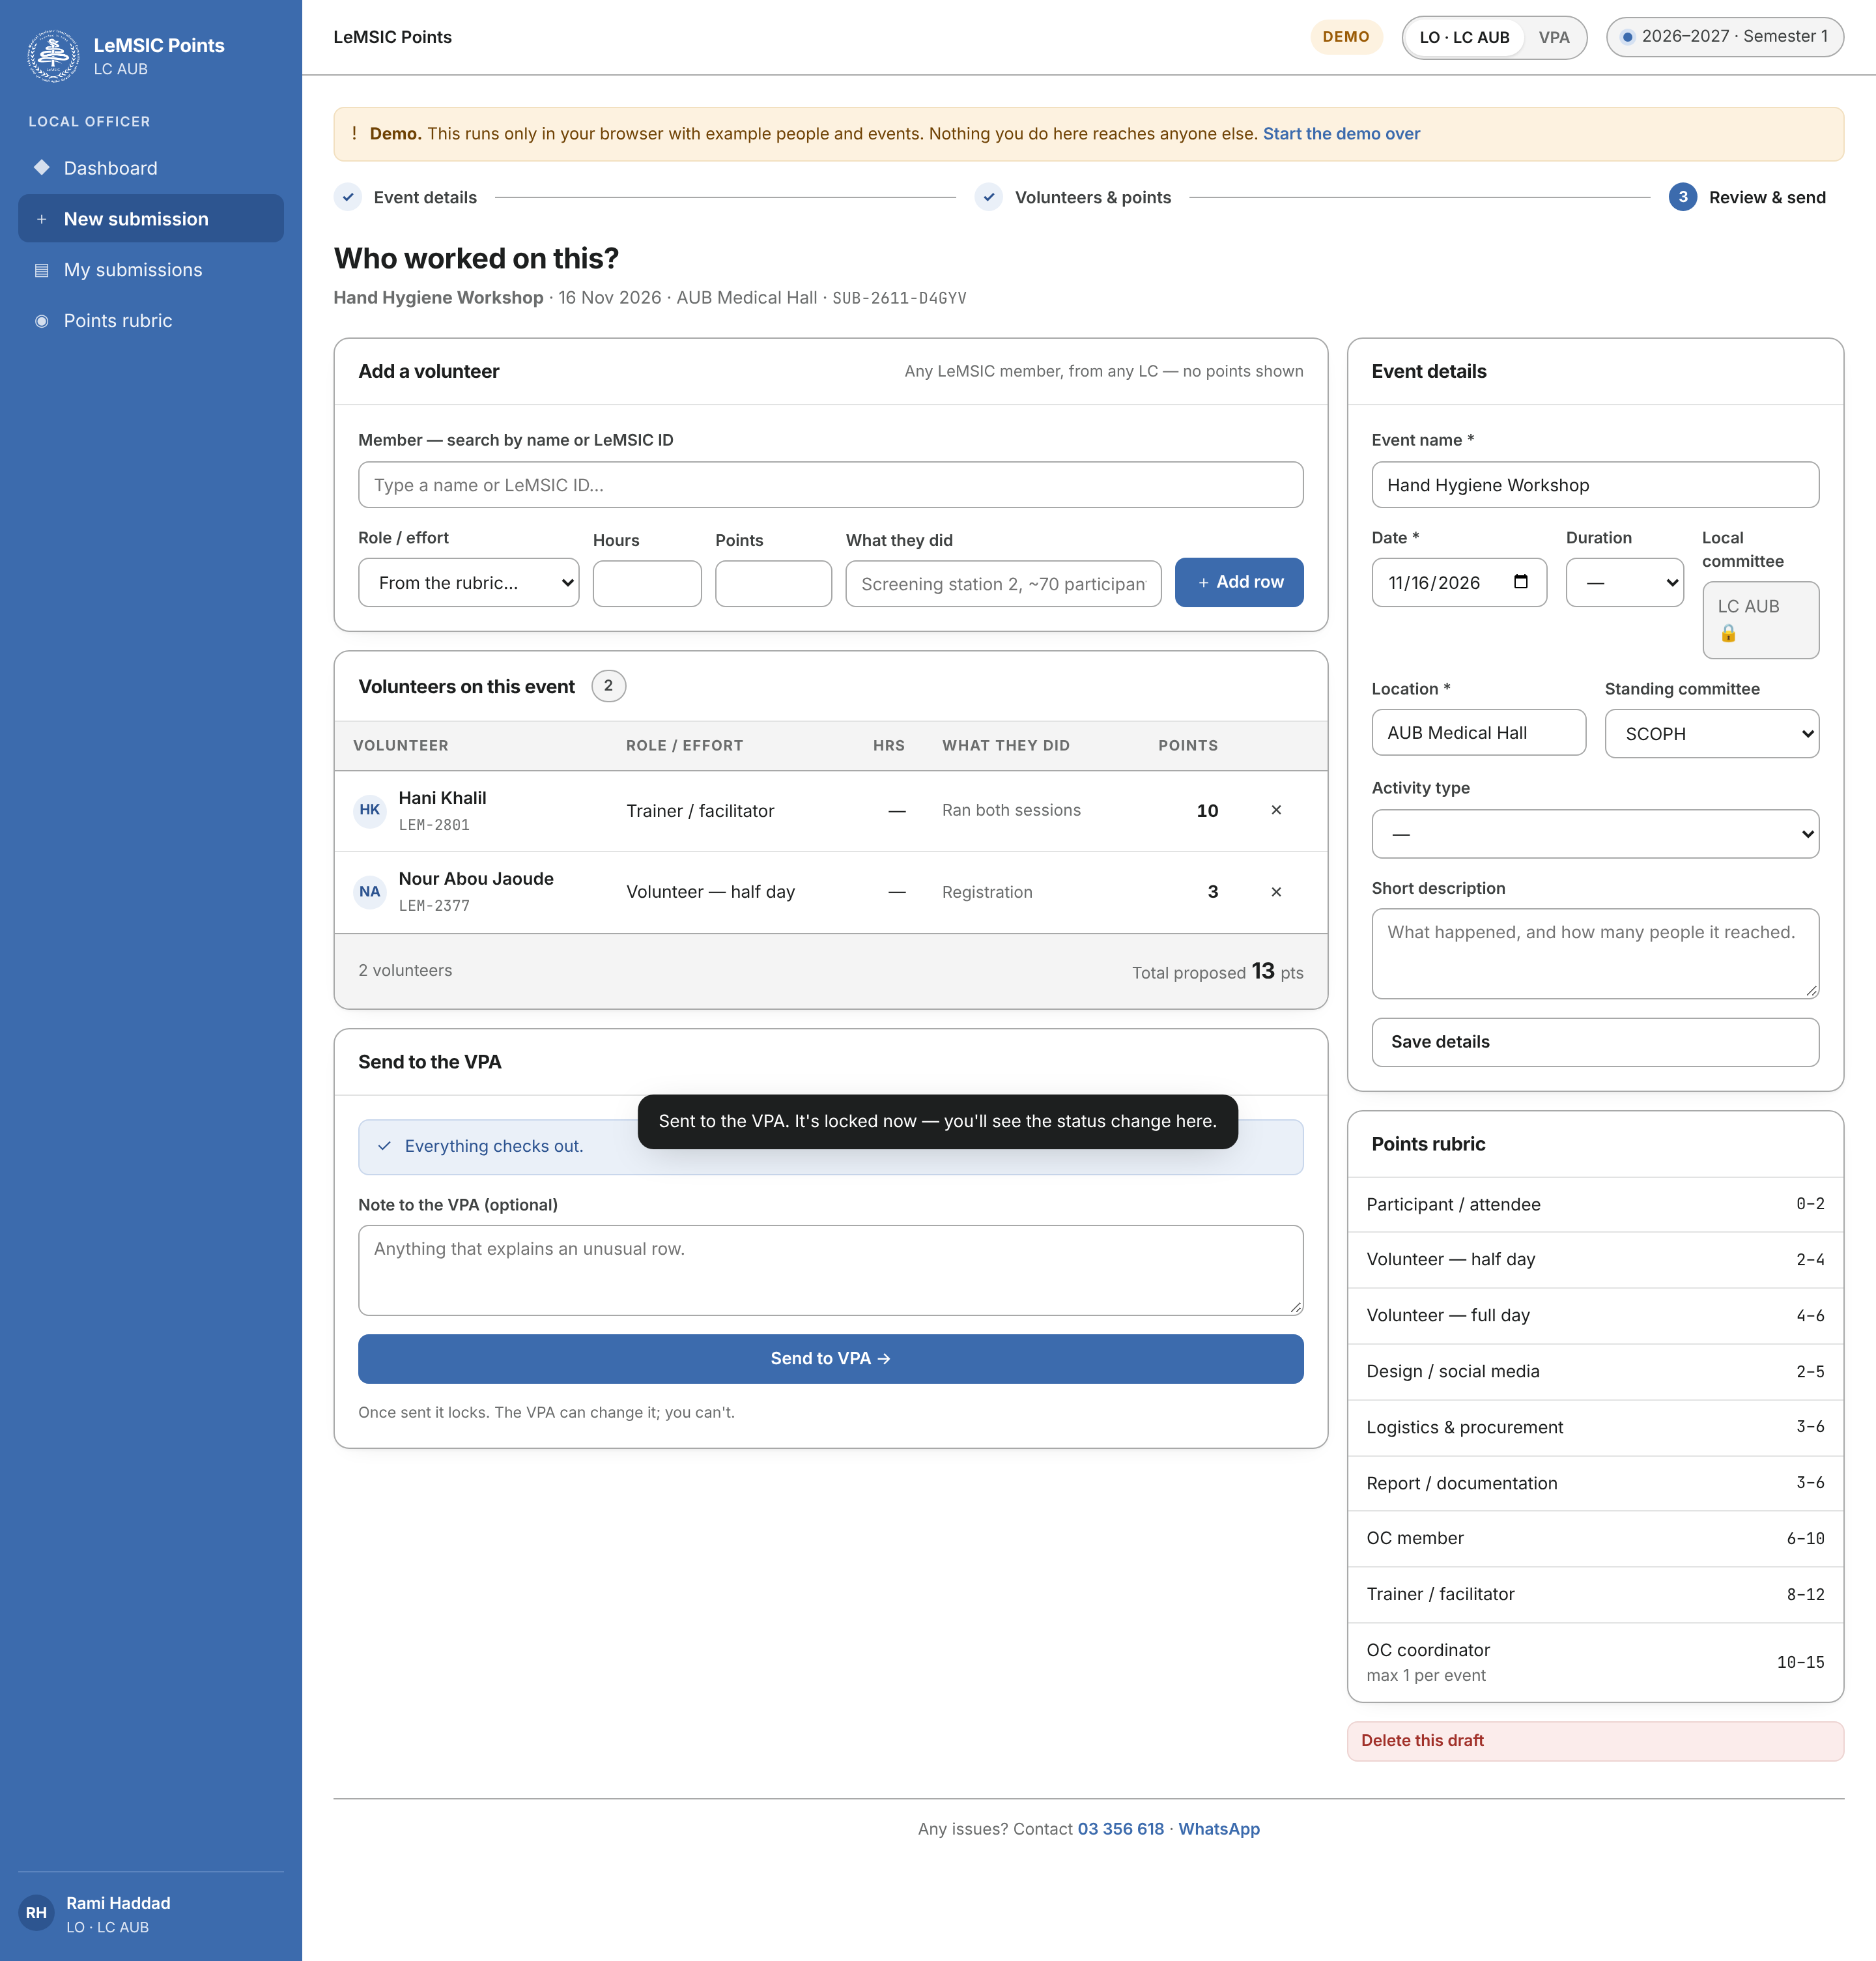 LeMSIC Points
LC AUB
LOCAL OFFICER
Dashboard
New submission
My submissions
Points rubric
RH
Rami Haddad
LO · LC AUB
LeMSIC Points
DEMO
LO · LC AUB
VPA
2026–2027 · Semester 1
! Demo. This runs only in your browser with example people and events. Nothing you do here reaches anyone else. Start the demo over
Event details
Volunteers & points
3 Review & send
Who worked on this?
Hand Hygiene Workshop · 16 Nov 2026 · AUB Medical Hall · SUB-2611-D4GYV
Add a volunteer
Any LeMSIC member, from any LC — no points shown
Member — search by name or LeMSIC ID
Type a name or LeMSIC ID...
Role / effort
Hours
Points
What they did
From the rubric...
Screening station 2, ~70 participan
+ Add row
Volunteers on this event 2
VOLUNTEER ROLE / EFFORT HRS WHAT THEY DID POINTS
HK Hani Khalil
LEM-2801
Trainer / facilitator — Ran both sessions 10 ×
NA Nour Abou Jaoude
LEM-2377
Volunteer — half day — Registration 3 ×
2 volunteers
Total proposed 13 pts
Send to the VPA
Sent to the VPA. It's locked now — you'll see the status change here.
✓ Everything checks out.
Note to the VPA (optional)
Anything that explains an unusual row.
Send to VPA →
Once sent it locks. The VPA can change it; you can't.
Event details
Event name *
Hand Hygiene Workshop
Date *
11/16/2026
Duration
—
Local
committee
LC AUB
🔒
Location *
AUB Medical Hall
Standing committee
SCOPH
Activity type
—
Short description
What happened, and how many people it reached.
Save details
Points rubric
Participant / attendee 0–2
Volunteer — half day 2–4
Volunteer — full day 4–6
Design / social media 2–5
Logistics & procurement 3–6
Report / documentation 3–6
OC member 6–10
Trainer / facilitator 8–12
OC coordinator 10–15
max 1 per event
Delete this draft
Any issues? Contact 03 356 618 · WhatsApp